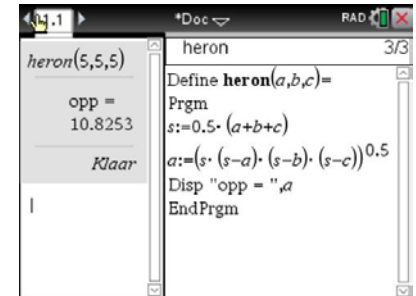 1.1
*Doc
RAD
heron(5,5,5)
opp =
10.8253
Klaar
heron
3/3
Define heron(a,b,c)=
Prgm
s:=0.5· (a+b+c)
a:=(s· (s−a)· (s−b)· (s−c))^0.5
Disp "opp = ",a
EndPrgm